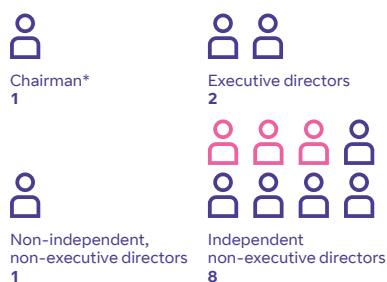 Chairman*
1
Executive directors
2
Non-independent,
non-executive directors
1
Independent
non-executive directors
8